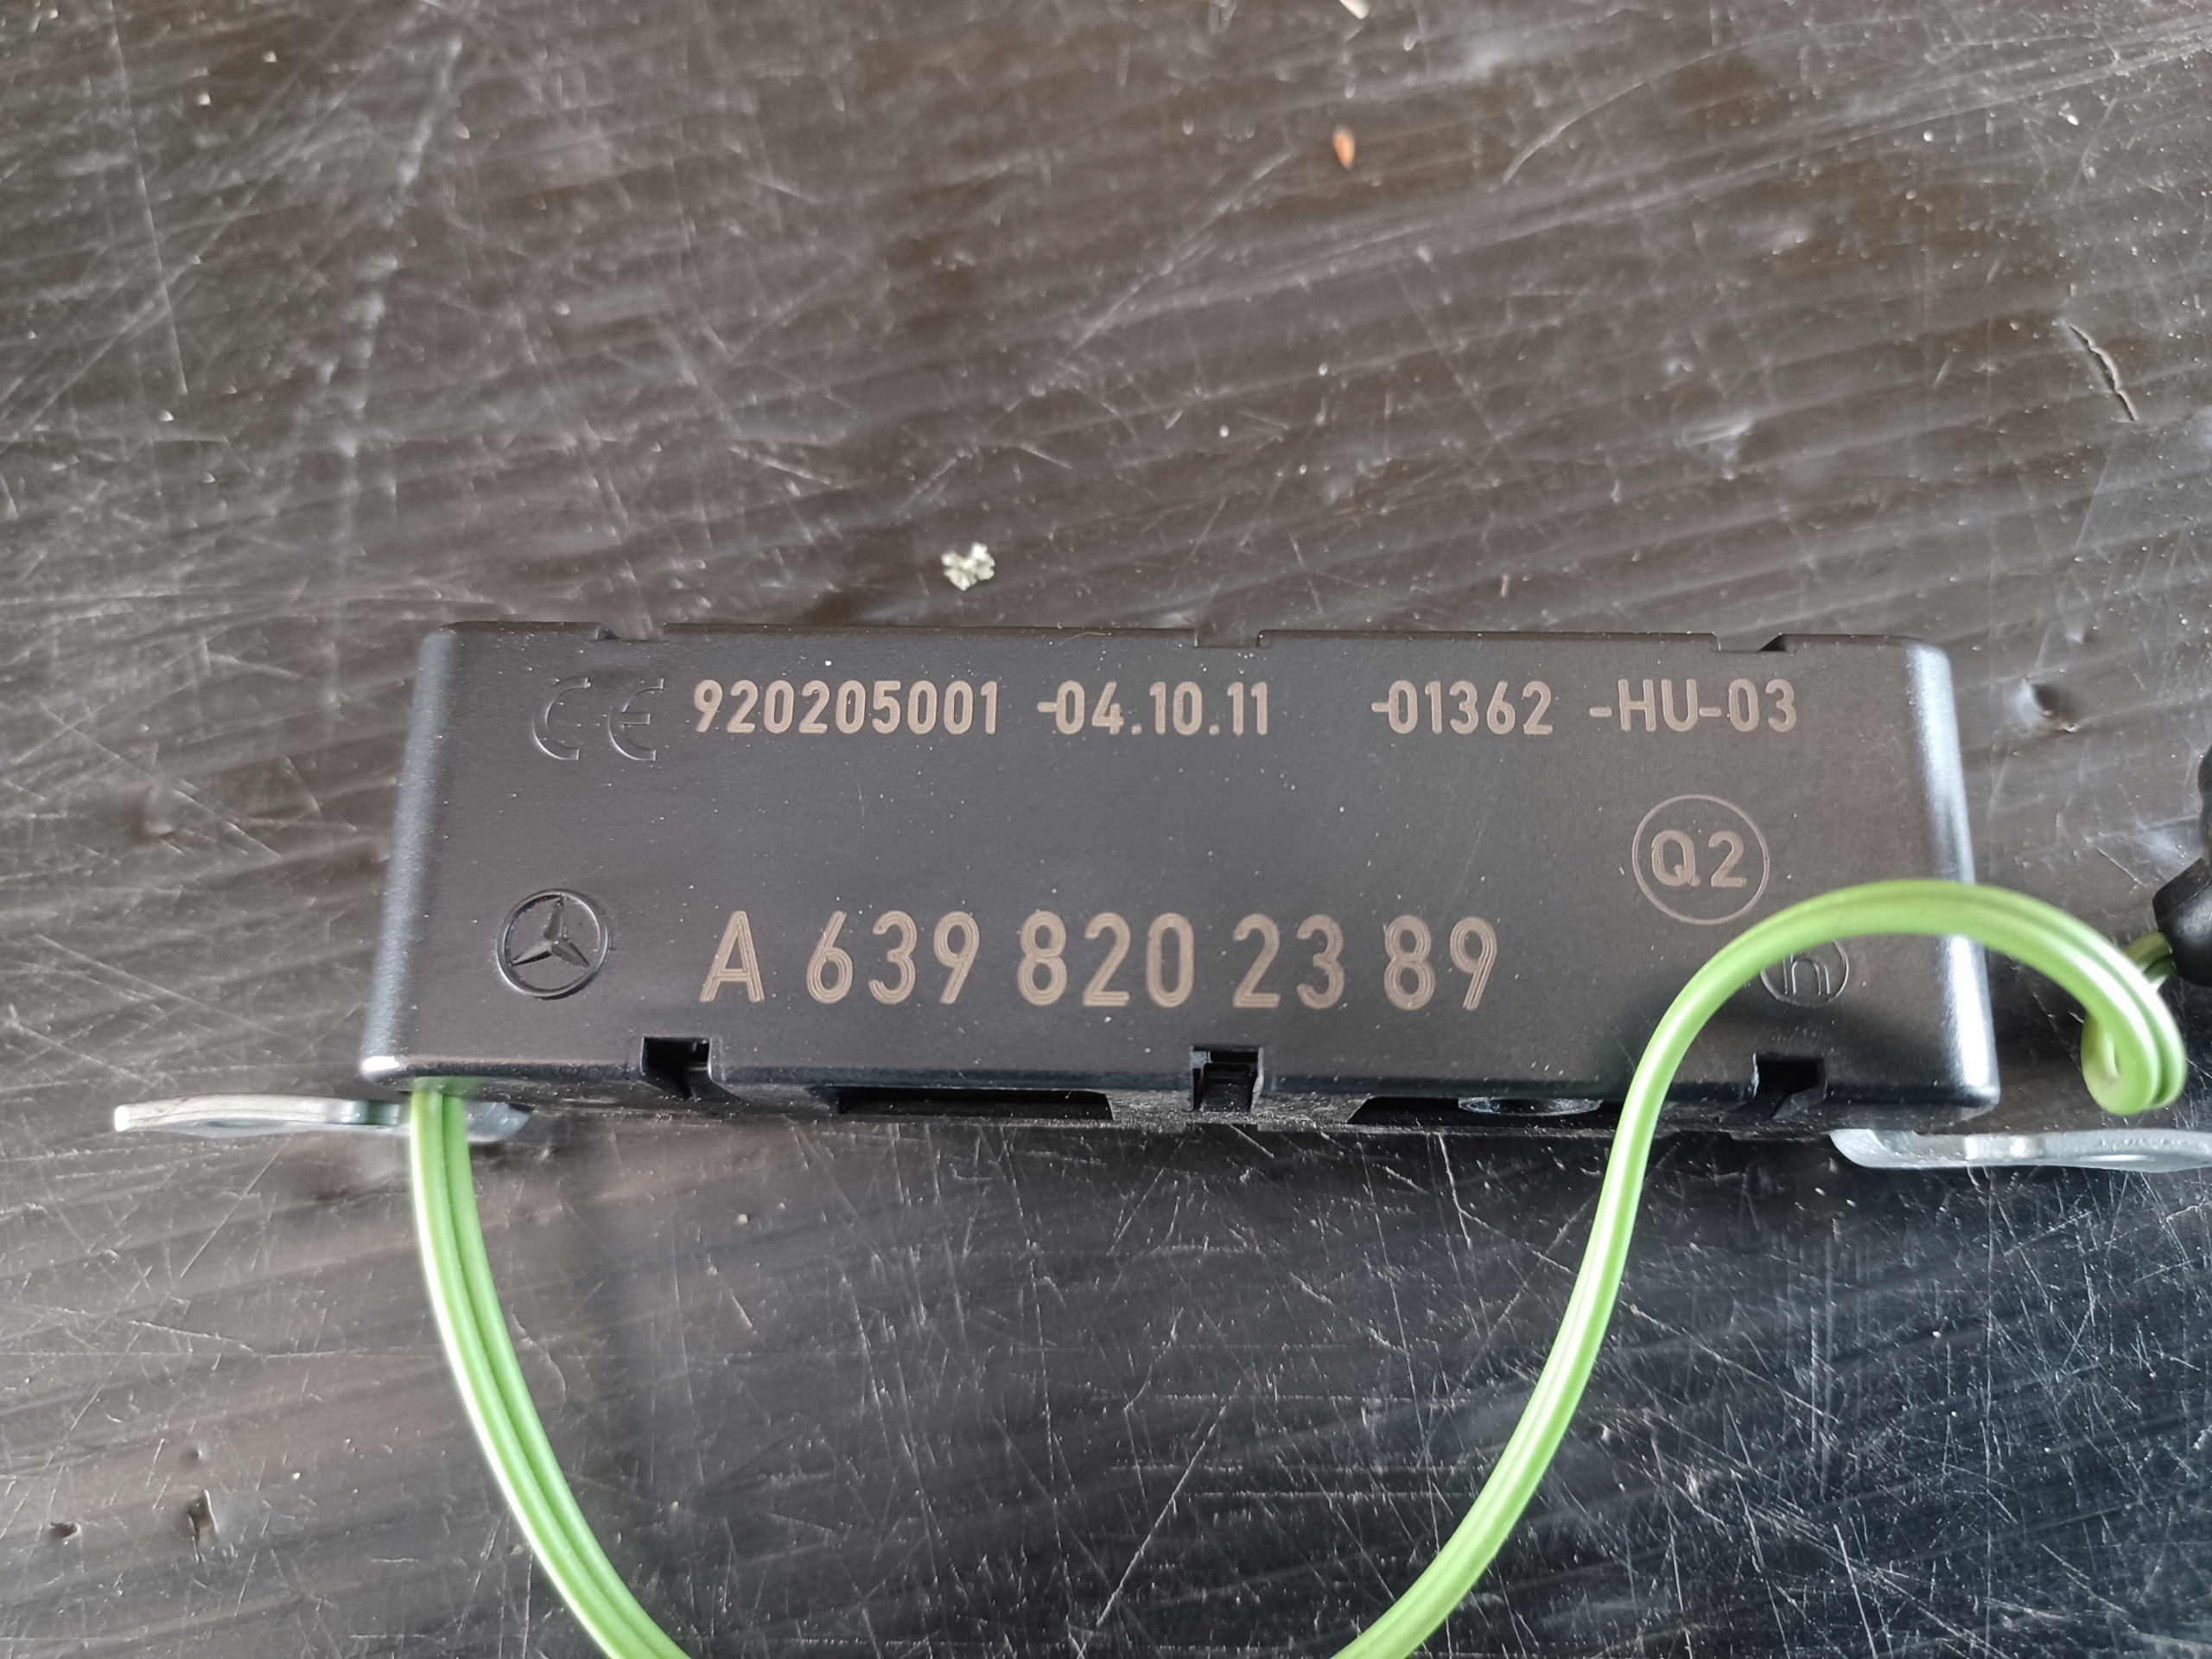 CE 920205001 -04.10.11 -01362 -HU-03
Q2
A 639 820 23 89
h